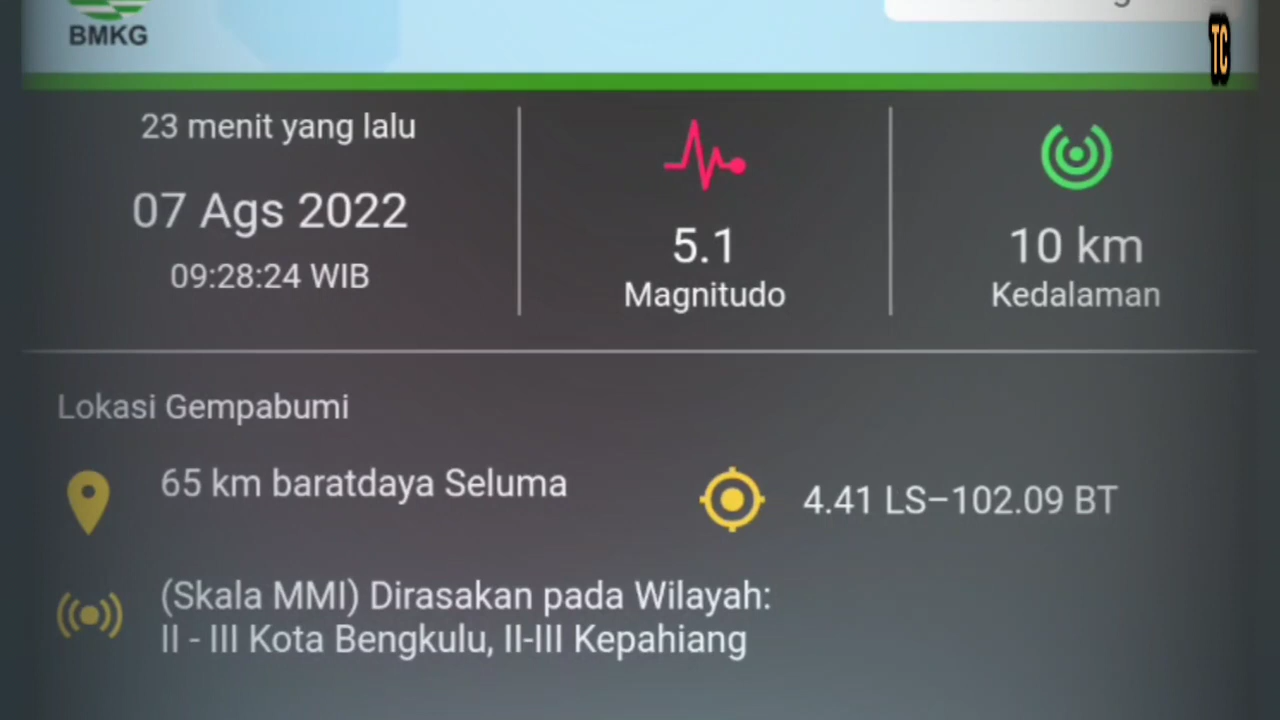 BMKG
TC
23 menit yang lalu
07 Ags 2022
09:28:24 WIB
5.1
Magnitudo
10 km
Kedalaman
Lokasi Gempabumi
65 km baratdaya Seluma
4.41 LS–102.09 BT
(Skala MMI) Dirasakan pada Wilayah:
II - III Kota Bengkulu, II-III Kepahiang